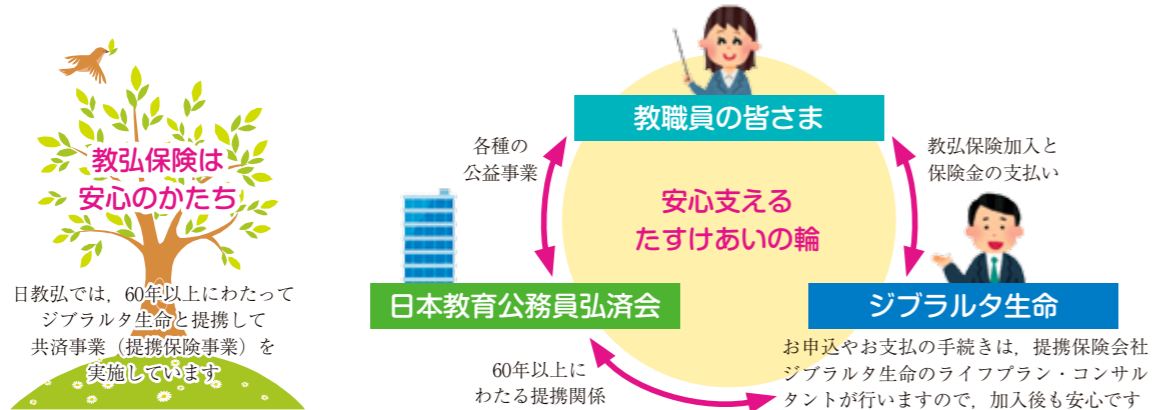 教弘保険は
安心のかたち
日教弘では，60年以上にわたって
ジブラルタ生命と提携して
共済事業（提携保険事業）を
実施しています
教職員の皆さま
各種の
公益事業
教弘保険加入と
保険金の支払い
安心支える
たすけあいの輪
日本教育公務員弘済会
ジブラルタ生命
60年以上に
わたる提携関係
お申込やお支払の手続きは，提携保険会社
ジブラルタ生命のライフプラン・コンサル
タントが行いますので，加入後も安心です